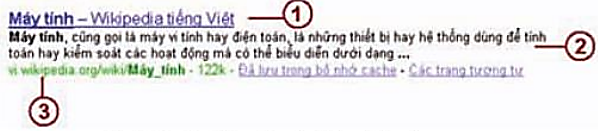 Máy tính – Wikipedia tiếng Việt
1
Máy tính, cũng gọi là máy vi tính hay điện toán, là những thiết bị hay hệ thống dùng để tính
2
toán hay kiểm soát các hoạt động mà có thể biểu diễn dưới dạng ...
vi.wikipedia.org/wiki/Máy_tính - 122k - Đã lưu trong bộ nhớ cache - Các trang tương tự
3